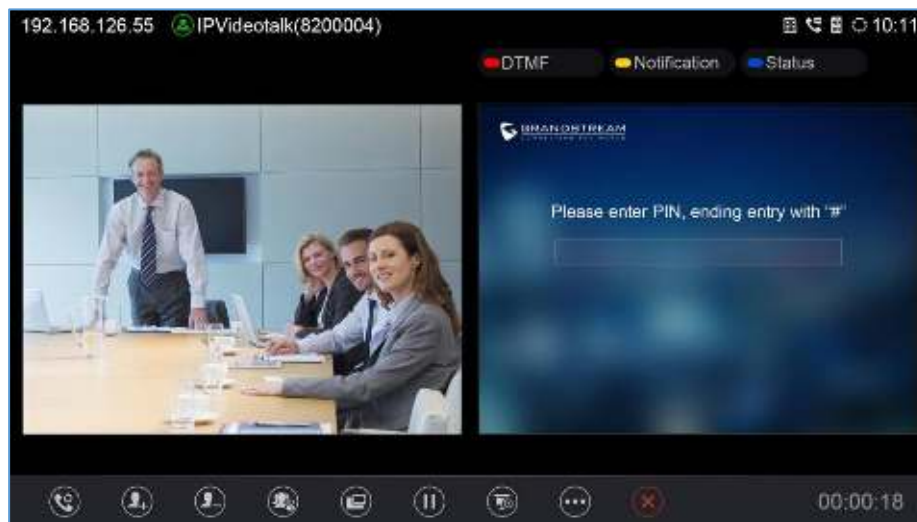 192.168.126.55 IPVideotalk(8200004) 10:11
DTMF Notification Status
GRANDSTREAM
Please enter PIN, ending entry with "#"
00:00:18